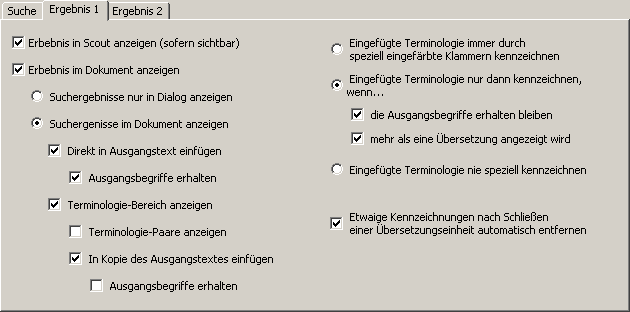 Suche
Ergebnis 1
Ergebnis 2
Erbebnis in Scout anzeigen (sofern sichtbar)
Erbebnis im Dokument anzeigen
Suchergebnisse nur in Dialog anzeigen
Suchergenisse im Dokument anzeigen
Direkt in Ausgangstext einfügen
Ausgangsbegriffe erhalten
Terminologie-Bereich anzeigen
Terminologie-Paare anzeigen
In Kopie des Ausgangstextes einfügen
Ausgangsbegriffe erhalten
Eingefügte Terminologie immer durch
speziell eingefärbte Klammern kennzeichnen
Eingefügte Terminologie nur dann kennzeichnen,
wenn...
die Ausgangsbegriffe erhalten bleiben
mehr als eine Übersetzung angezeigt wird
Eingefügte Terminologie nie speziell kennzeichnen
Etwaige Kennzeichnungen nach Schließen
einer Übersetzungseinheit automatisch entfernen